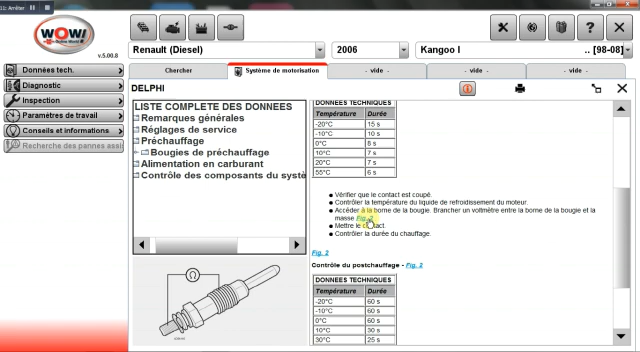 11: Arrêter
WOW!
v.5.00.8
Renault (Diesel)
2006
Kangoo I
.. [98-08]
Données tech.
Diagnostic
Inspection
Paramètres de travail
Conseils et informations
Recherche des pannes assi
Chercher
Système de motorisation
- vide -
- vide -
- vide -
DELPHI
LISTE COMPLETE DES DONNEES
Remarques générales
Réglages de service
Préchauffage
Bougies de préchauffage
Alimentation en carburant
Contrôle des composants du systè
DONNEES TECHNIQUES
Température Durée
-20°C 15 s
-10°C 10 s
0°C 8 s
10°C 7 s
20°C 7 s
55°C 6 s
● Vérifier que le contact est coupé.
● Contrôler la température du liquide de refroidissement du moteur.
● Accéder à la borne de la bougie. Brancher un voltmètre entre la borne de la bougie et la
masse Fig. 2
● Mettre le contact.
● Contrôler la durée du chauffage.
Fig. 2
Contrôle du postchauffage - Fig. 2
DONNEES TECHNIQUES
Température Durée
-20°C 60 s
-10°C 60 s
0°C 60 s
10°C 30 s
30°C 25 s
Ω